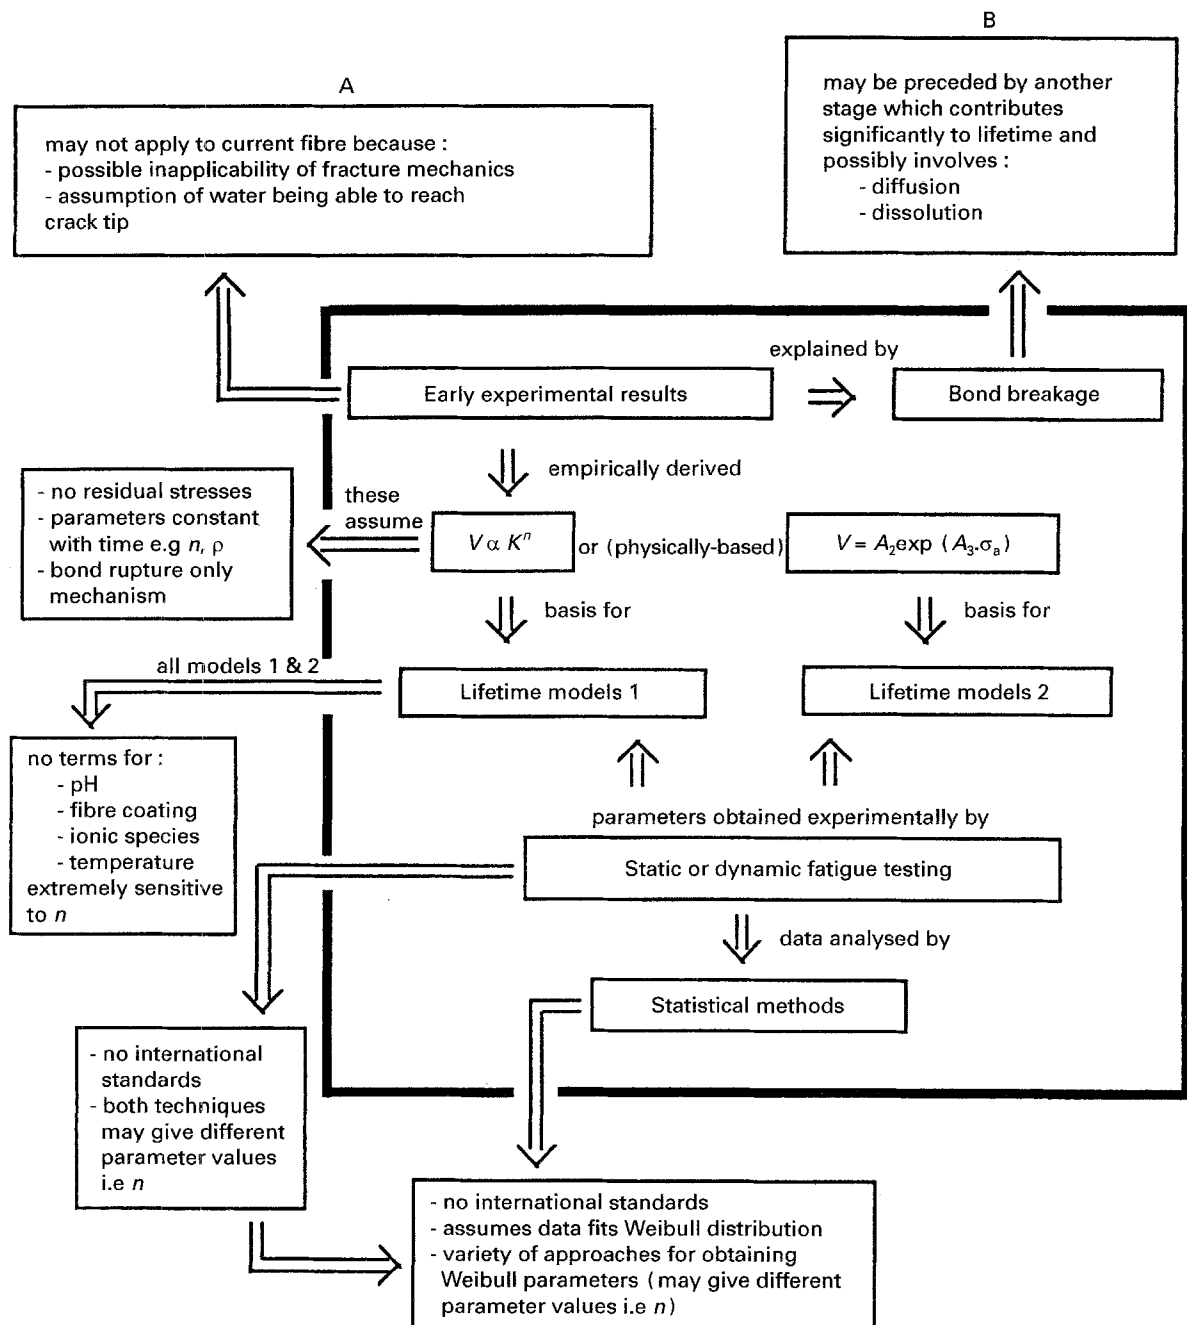 B
A
may be preceded by another
stage which contributes
significantly to lifetime and
possibly involves :
- diffusion
- dissolution
may not apply to current fibre because :
- possible inapplicability of fracture mechanics
- assumption of water being able to reach
crack tip
explained by
Early experimental results
Bond breakage
empirically derived
- no residual stresses
- parameters constant
with time e.g n, ρ
- bond rupture only
mechanism
these
assume
V α Kⁿ
or (physically-based)
V = A₂exp (A₃.σₐ)
basis for
basis for
all models 1 & 2
Lifetime models 1
Lifetime models 2
no terms for :
- pH
- fibre coating
- ionic species
- temperature
extremely sensitive
to n
parameters obtained experimentally by
Static or dynamic fatigue testing
data analysed by
Statistical methods
- no international
standards
- both techniques
may give different
parameter values
i.e n
- no international standards
- assumes data fits Weibull distribution
- variety of approaches for obtaining
Weibull parameters ( may give different
parameter values i.e n)